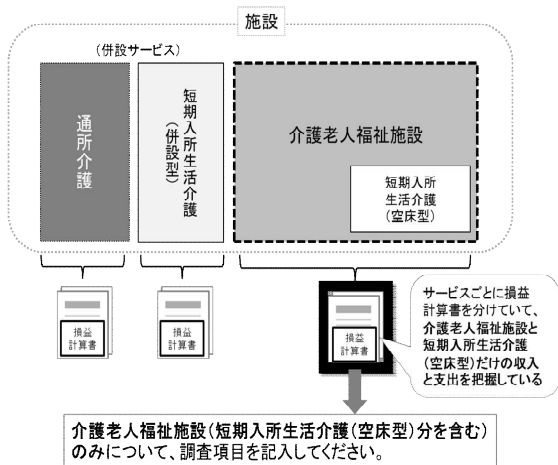 施設
(併設サービス)
通所介護
短期入所生活介護
(併設型)
介護老人福祉施設
短期入所
生活介護
(空床型)
損益
計算書
損益
計算書
損益
計算書
サービスごとに損益
計算書を分けていて、
介護老人福祉施設と
短期入所生活介護
(空床型)だけの収入
と支出を把握している
介護老人福祉施設(短期入所生活介護(空床型)分を含む)
のみについて、調査項目を記入してください。